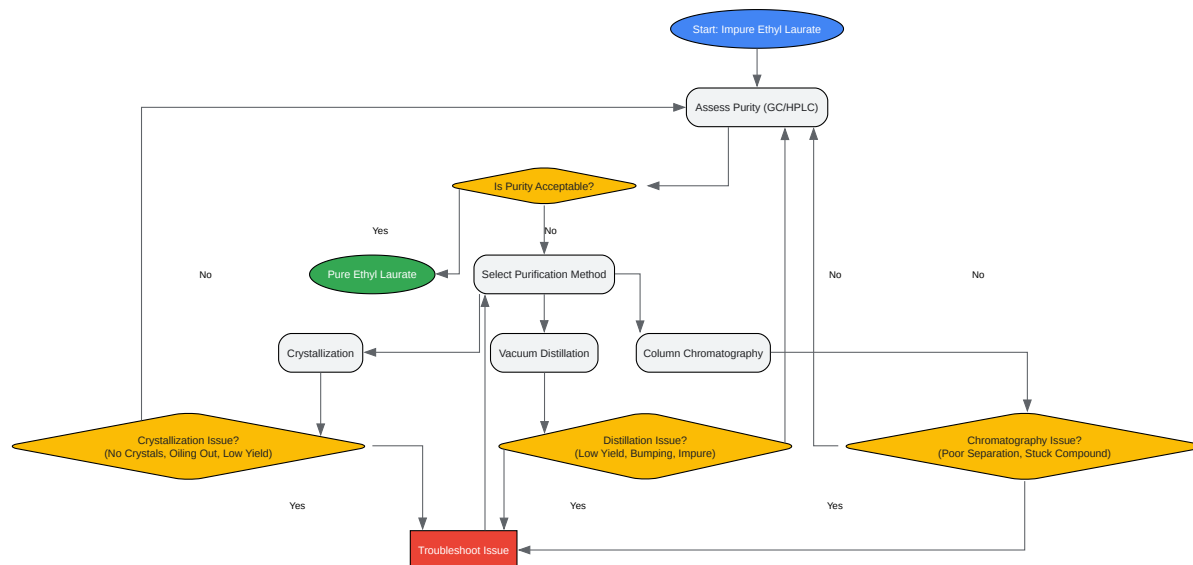 Start: Impure Ethyl Laurate
Assess Purity (GC/HPLC)
Is Purity Acceptable?
Yes
No
Pure Ethyl Laurate
Select Purification Method
No
No
No
Crystallization
Vacuum Distillation
Column Chromatography
Crystallization Issue?
(No Crystals, Oiling Out, Low Yield)
Distillation Issue?
(Low Yield, Bumping, Impure)
Chromatography Issue?
(Poor Separation, Stuck Compound)
Yes
Yes
Yes
Troubleshoot Issue